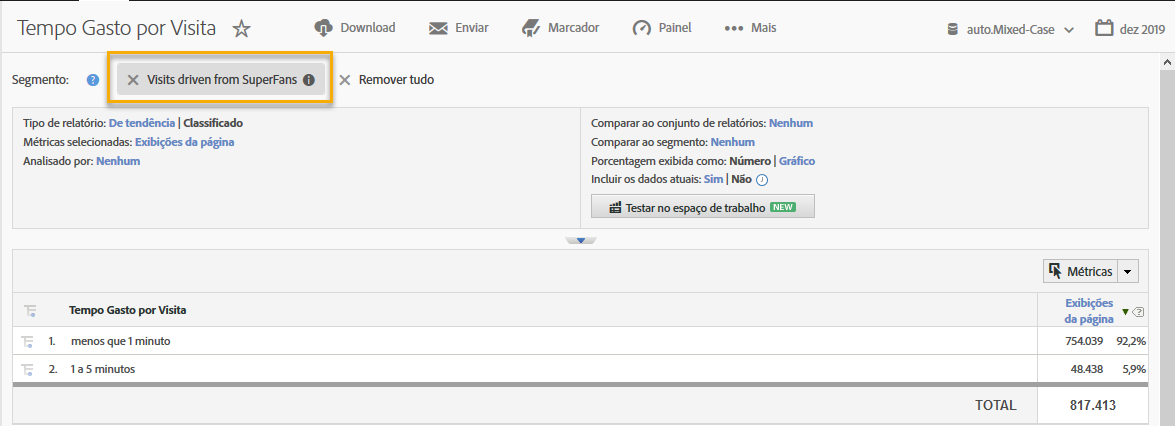 Tempo Gasto por Visita Download Enviar Marcador Painel Mais auto.Mixed-Case dez 2019
Segmento: ? Visits driven from SuperFans i Remover tudo
Tipo de relatório: De tendência | Classificado
Métricas selecionadas: Exibições da página
Analisado por: Nenhum
Comparar ao conjunto de relatórios: Nenhum
Comparar ao segmento: Nenhum
Porcentagem exibida como: Número | Gráfico
Incluir os dados atuais: Sim | Não
Testar no espaço de trabalho NEW
Métricas
Tempo Gasto por Visita Exibições
da página ?
1. menos que 1 minuto 754.039 92,2%
2. 1 a 5 minutos 48.438 5,9%
TOTAL 817.413